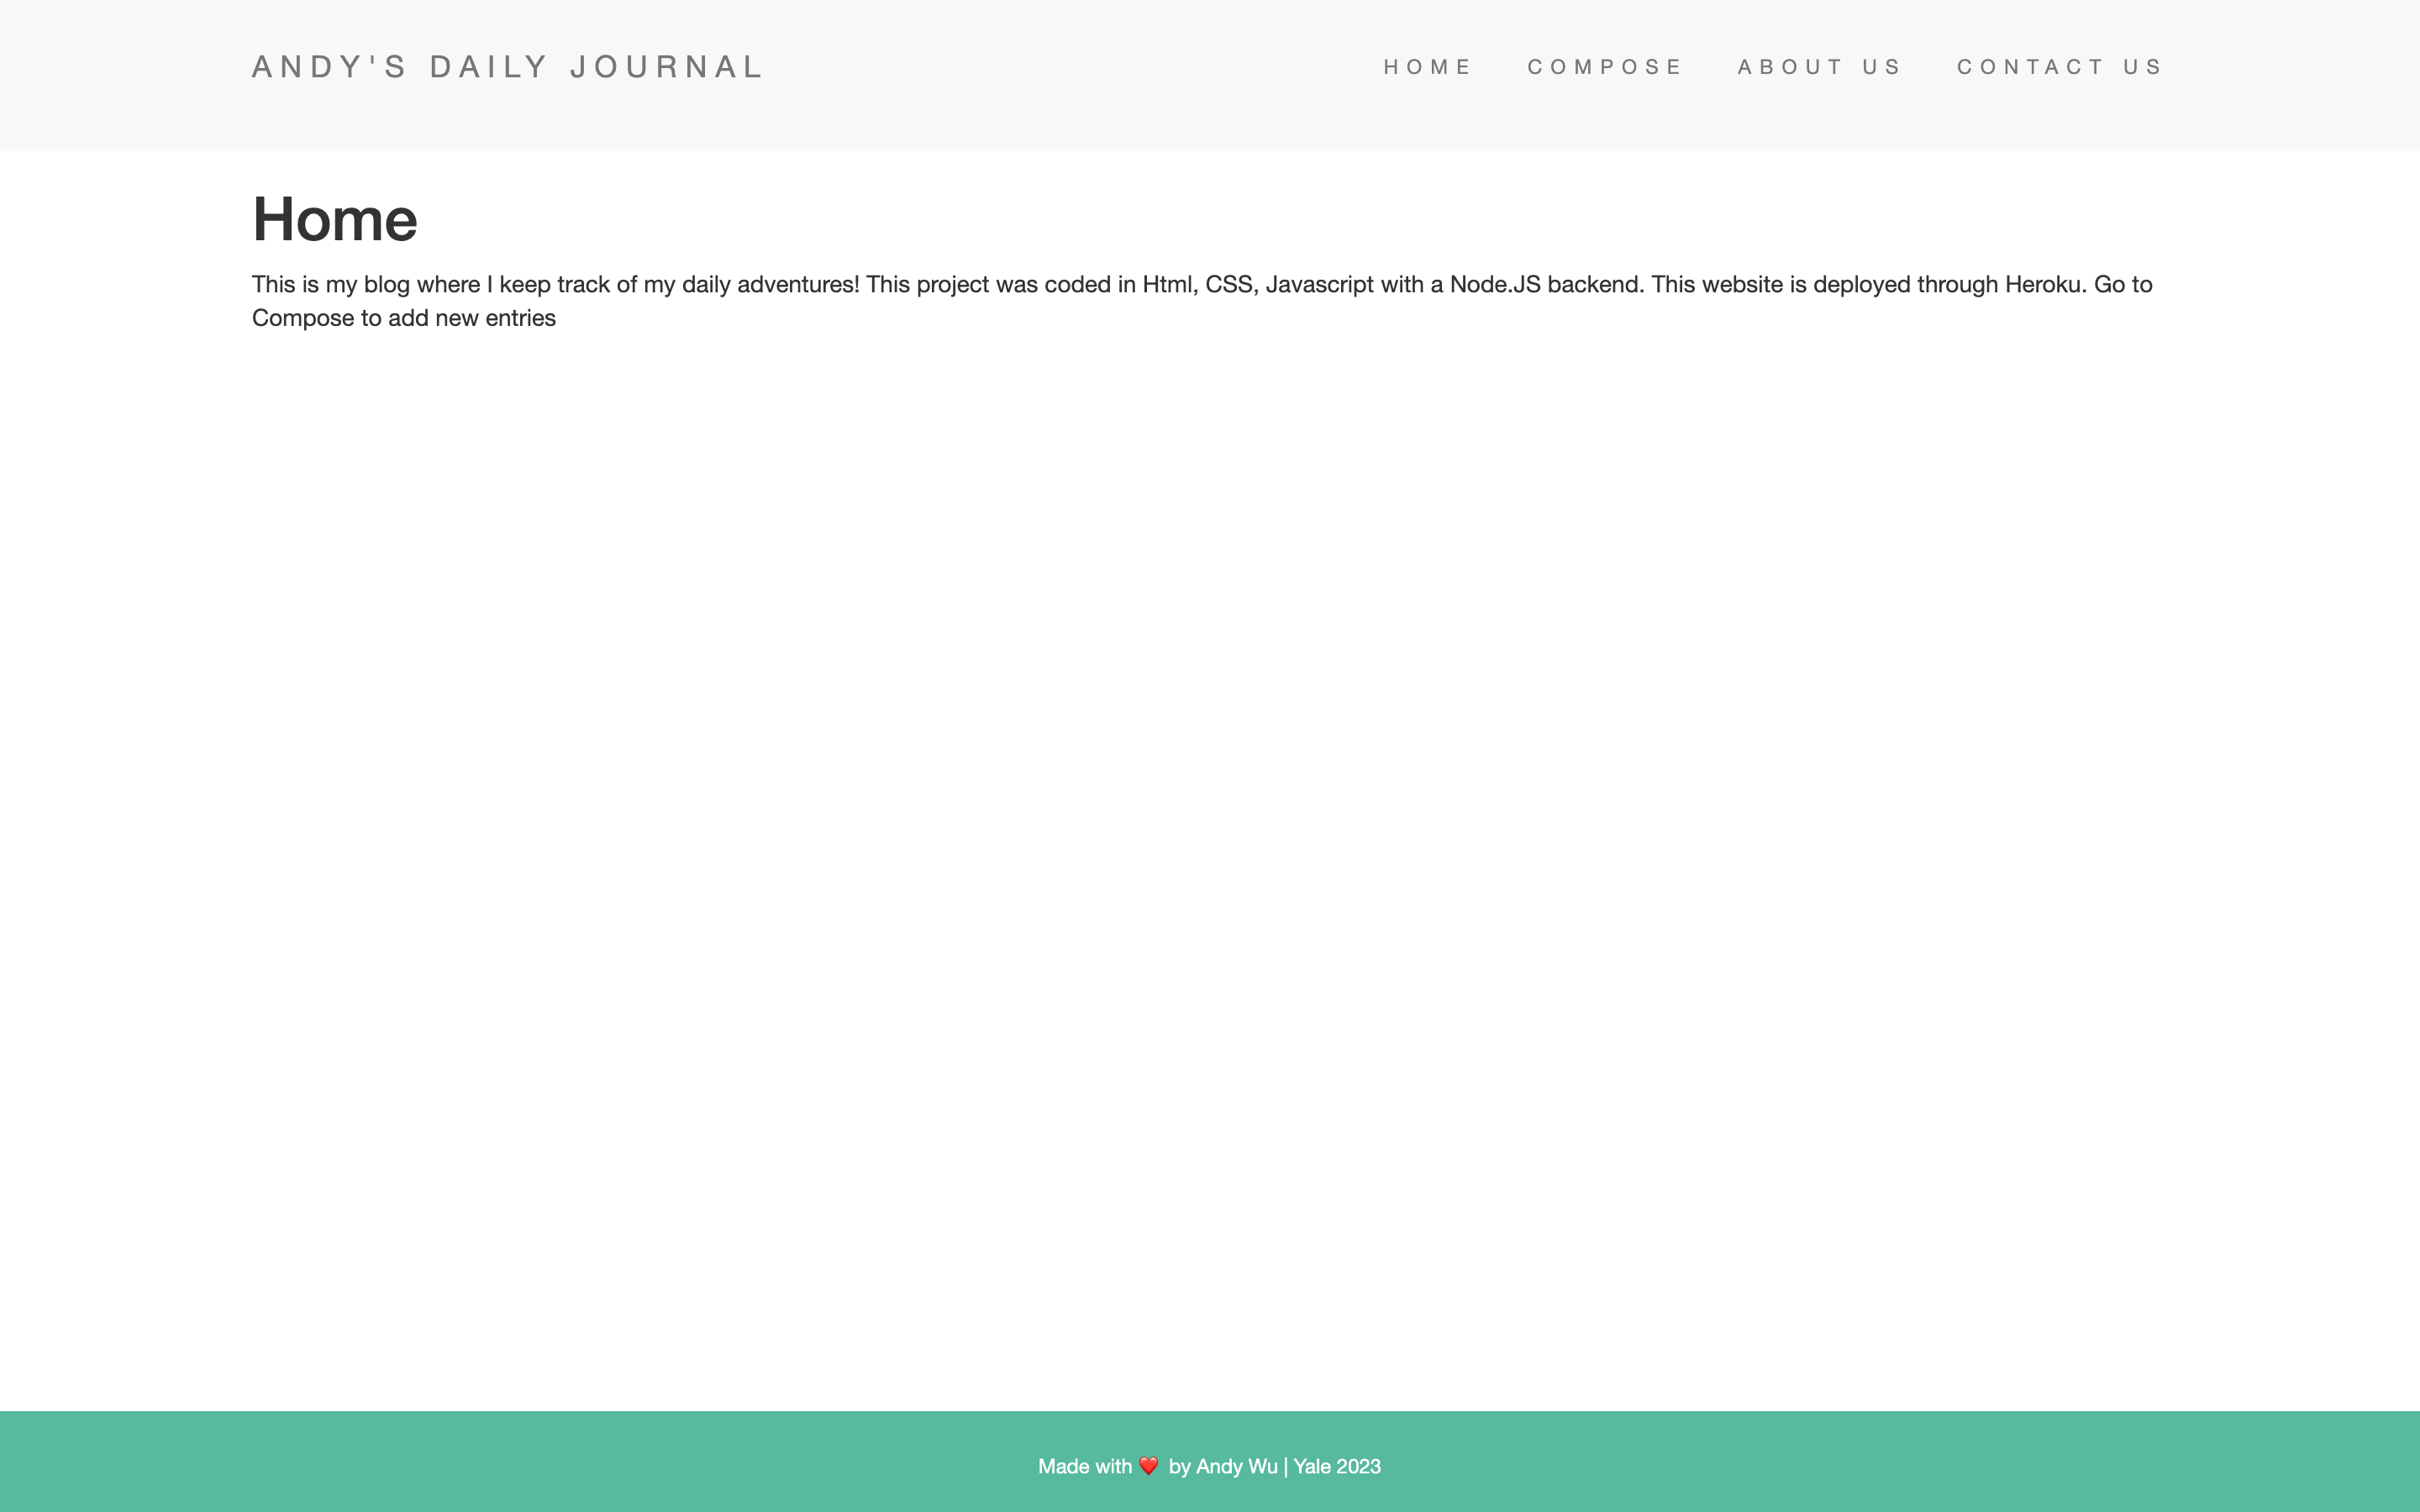 ANDY'S DAILY JOURNAL
HOME COMPOSE ABOUT US CONTACT US
Home
This is my blog where I keep track of my daily adventures! This project was coded in Html, CSS, Javascript with a Node.JS backend. This website is deployed through Heroku. Go to
Compose to add new entries
Made with ❤️ by Andy Wu | Yale 2023